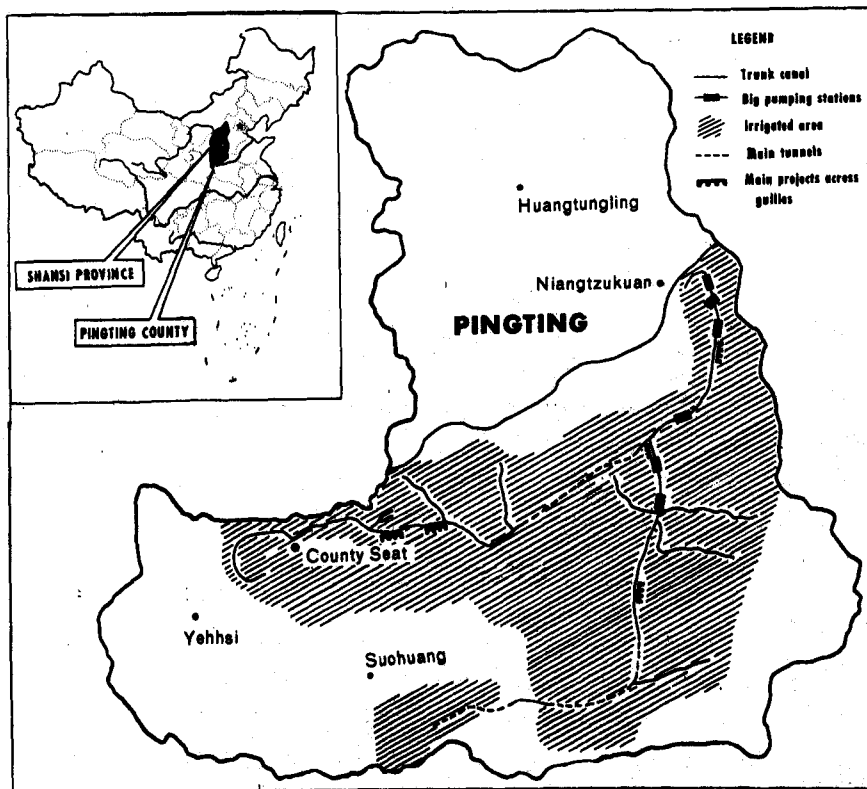 LEGEND
Trunk canal
Big pumping stations
Irrigated area
Main tunnels
Main projects across
gullies
SHANSI PROVINCE
PINGTING COUNTY
Huangtungling
Niangtzukuan
PINGTING
County Seat
Yehhsi
Suohuang